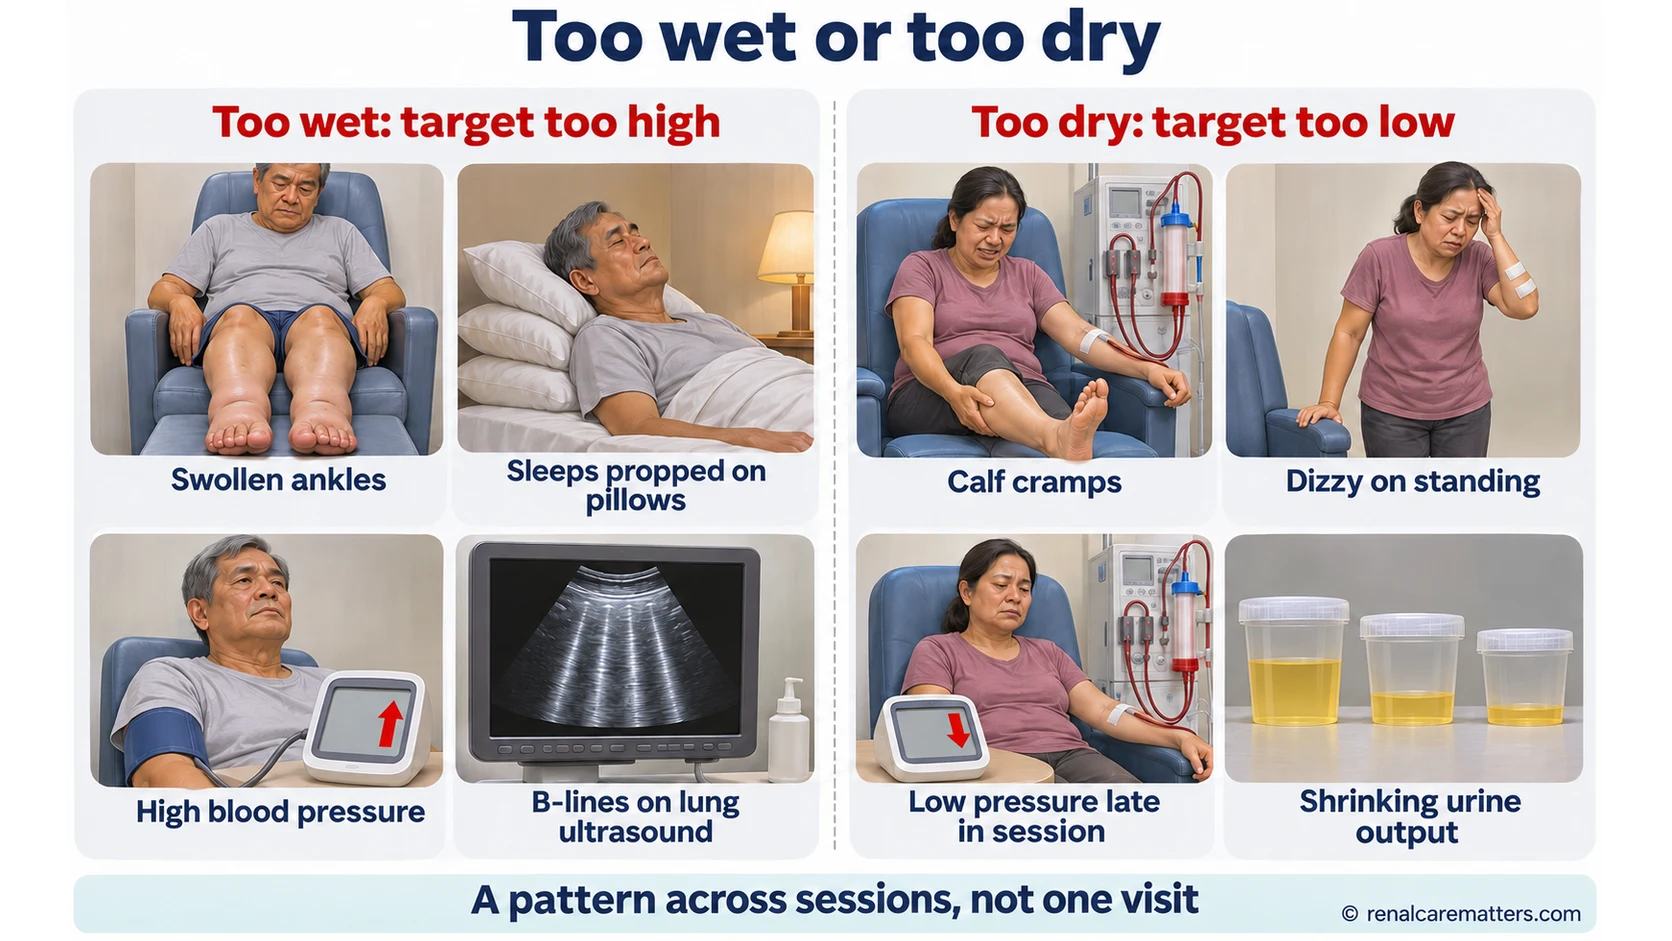 Too wet or too dry
Too wet: target too high
Swollen ankles
Sleeps propped on
pillows
High blood pressure
B-lines on lung
ultrasound
Too dry: target too low
Calf cramps
Dizzy on standing
Low pressure late
in session
Shrinking urine
output
A pattern across sessions, not one visit
© renalcarematters.com